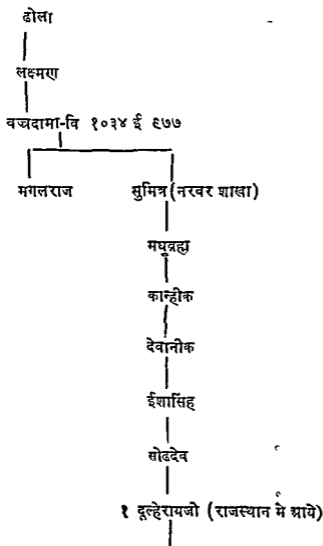 ढोला
लक्ष्मण
वज्रदामा-वि १०३४ ई ९७७
मगलराज सुमित्र (नरवर शाखा)
मधुब्रह्म
कान्हीक
देवानीक
ईशासिंह
सोढदेव
१ दूल्हेरायजी (राजस्थान मे आये)